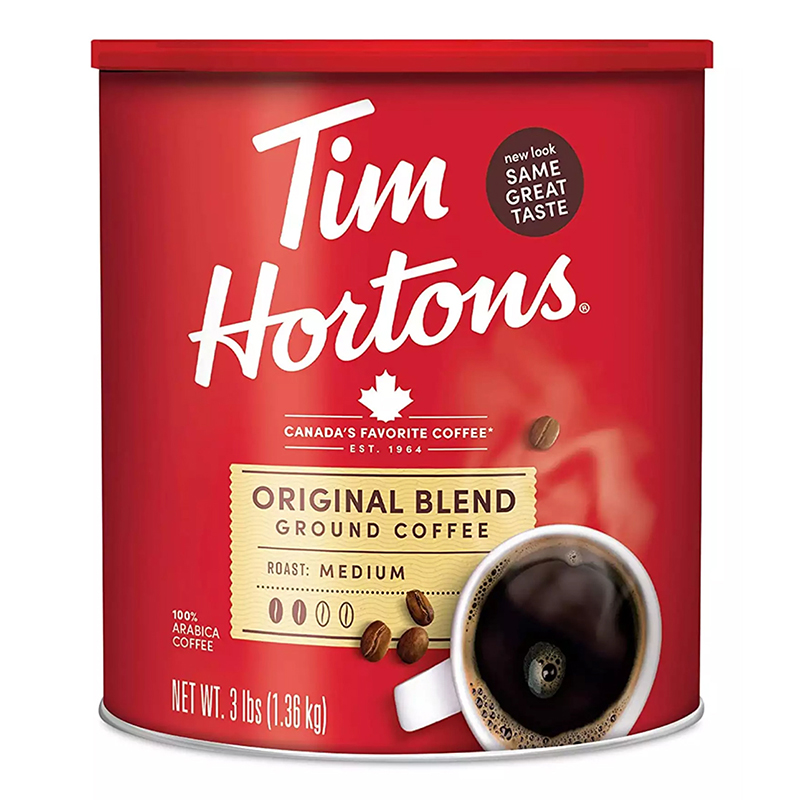 Tim
Hortons®
new look
SAME
GREAT
TASTE
CANADA'S FAVORITE COFFEE*
EST. 1964
ORIGINAL BLEND
GROUND COFFEE
ROAST: MEDIUM
100%
ARABICA
COFFEE
NET WT. 3 lbs (1.36 kg)